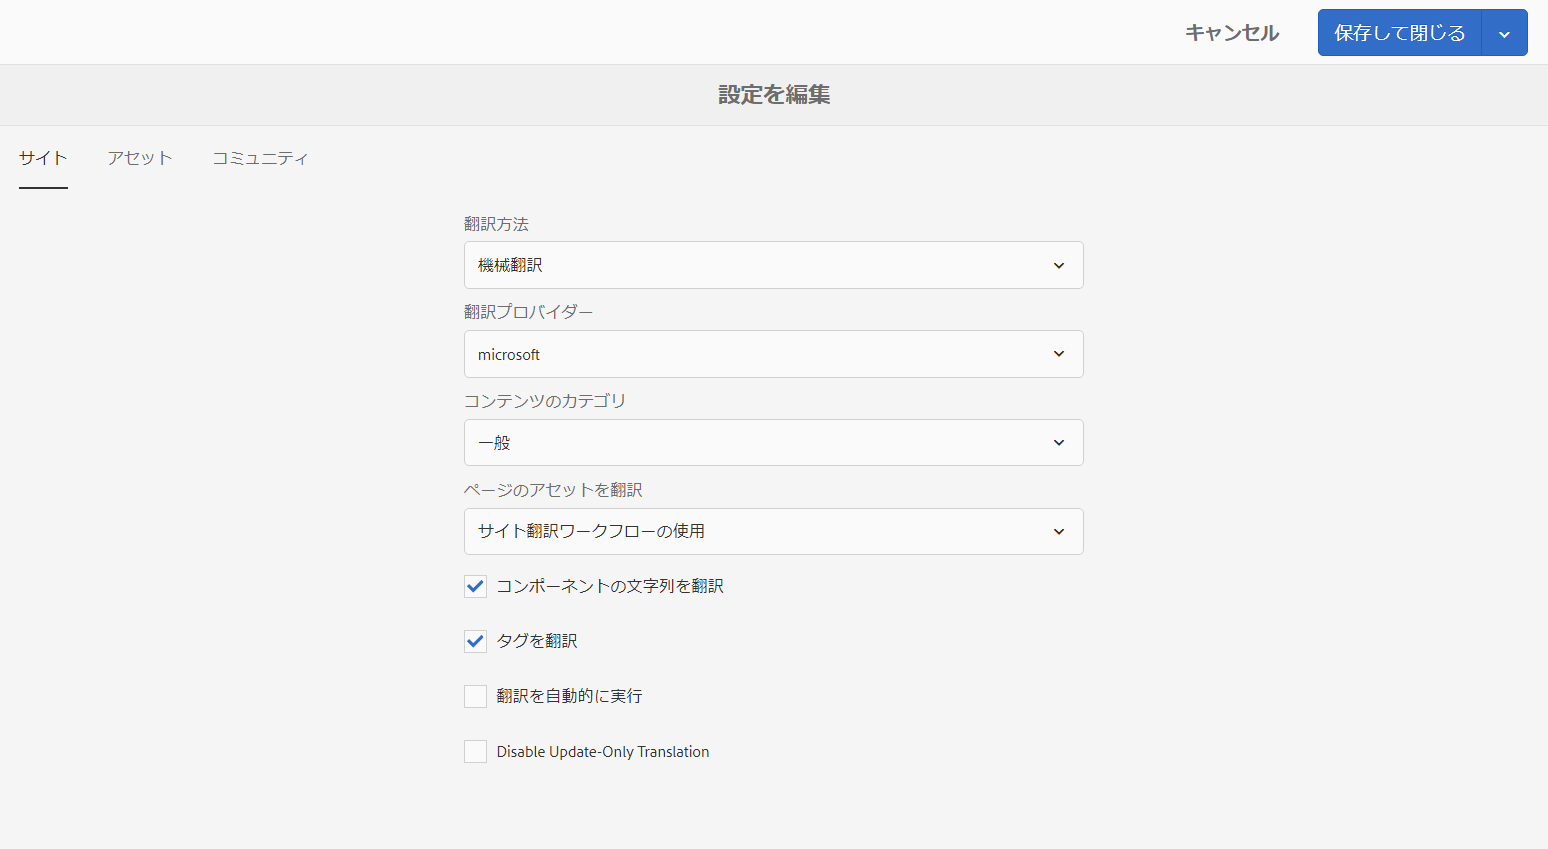 キャンセル
保存して閉じる
設定を編集
サイト
アセット
コミュニティ
翻訳方法
機械翻訳
翻訳プロバイダー
microsoft
コンテンツのカテゴリ
一般
ページのアセットを翻訳
サイト翻訳ワークフローの使用
コンポーネントの文字列を翻訳
タグを翻訳
翻訳を自動的に実行
Disable Update-Only Translation